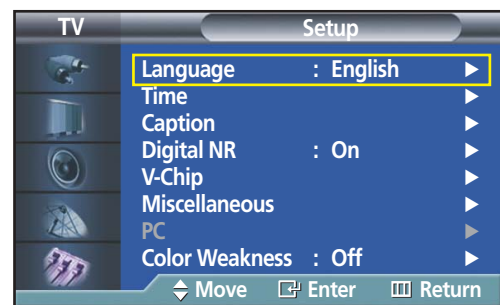 TV Setup
Language : English
Time
Caption
Digital NR : On
V-Chip
Miscellaneous
PC
Color Weakness : Off
Move Enter Return